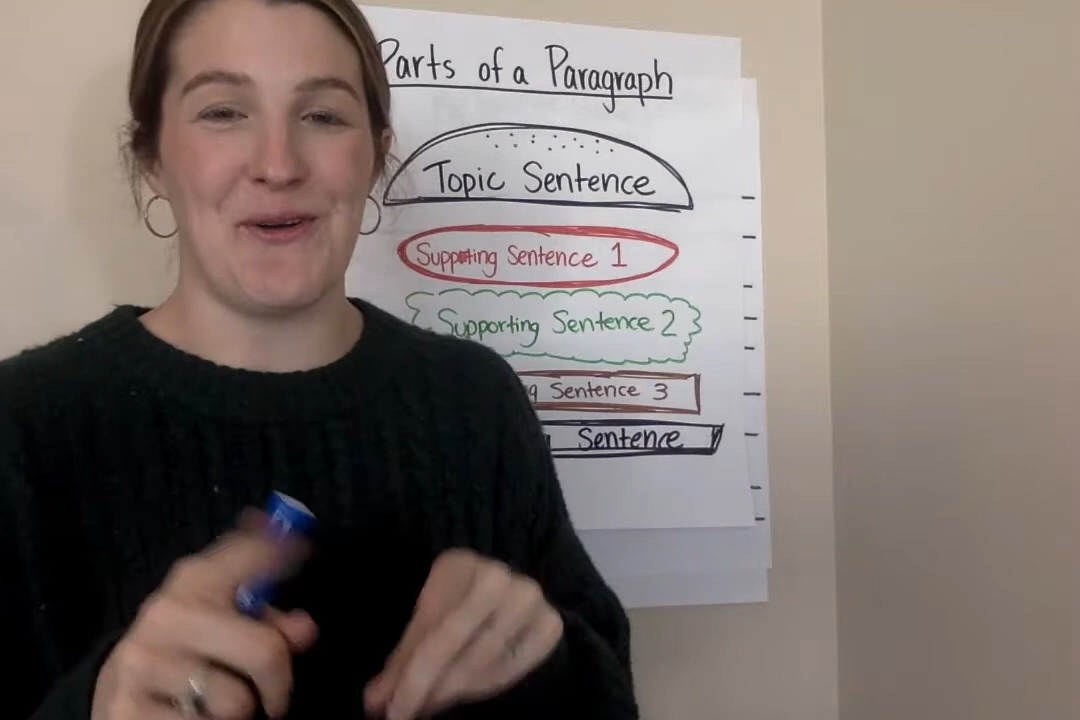 Parts of a Paragraph
Topic Sentence
Supporting Sentence 1
Supporting Sentence 2
Sentence 3
Sentence